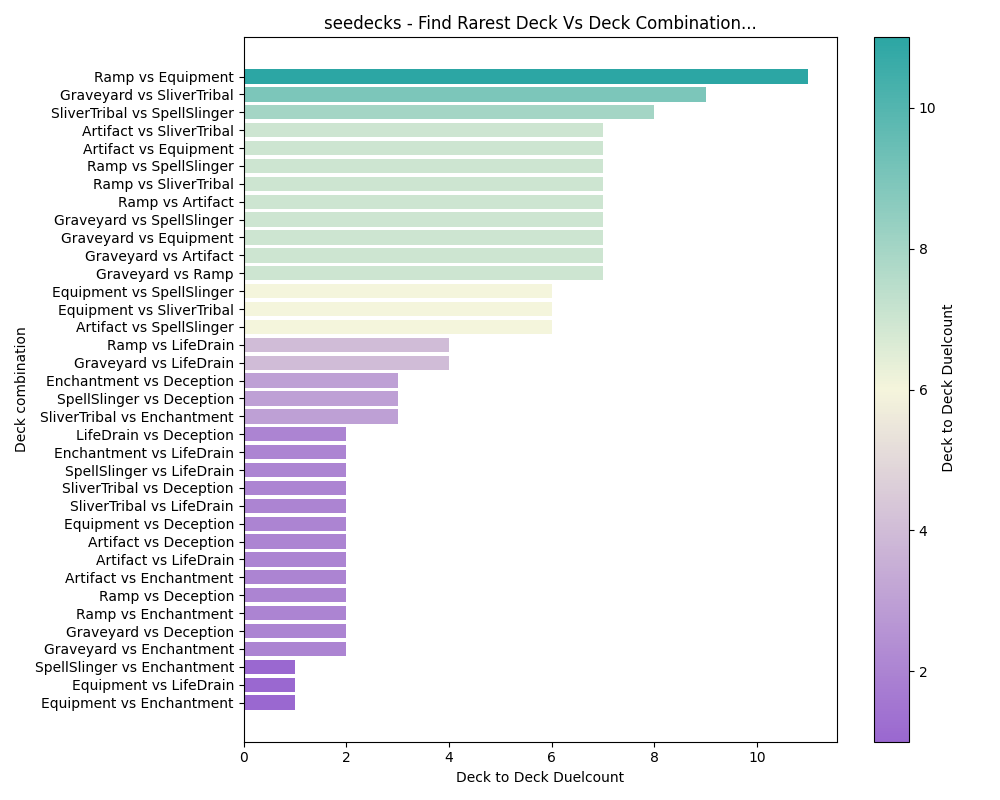 seedecks - Find Rarest Deck Vs Deck Combination...
Ramp vs Equipment
Graveyard vs SliverTribal
SliverTribal vs SpellSlinger
Artifact vs SliverTribal
Artifact vs Equipment
Ramp vs SpellSlinger
Ramp vs SliverTribal
Ramp vs Artifact
Graveyard vs SpellSlinger
Graveyard vs Equipment
Graveyard vs Artifact
Graveyard vs Ramp
Equipment vs SpellSlinger
Equipment vs SliverTribal
Artifact vs SpellSlinger
Ramp vs LifeDrain
Graveyard vs LifeDrain
Enchantment vs Deception
SpellSlinger vs Deception
SliverTribal vs Enchantment
LifeDrain vs Deception
Enchantment vs LifeDrain
SpellSlinger vs LifeDrain
SliverTribal vs Deception
SliverTribal vs LifeDrain
Equipment vs Deception
Artifact vs Deception
Artifact vs LifeDrain
Artifact vs Enchantment
Ramp vs Deception
Ramp vs Enchantment
Graveyard vs Deception
Graveyard vs Enchantment
SpellSlinger vs Enchantment
Equipment vs LifeDrain
Equipment vs Enchantment
Deck combination
0 2 4 6 8 10
Deck to Deck Duelcount
10
8
6
4
2
Deck to Deck Duelcount